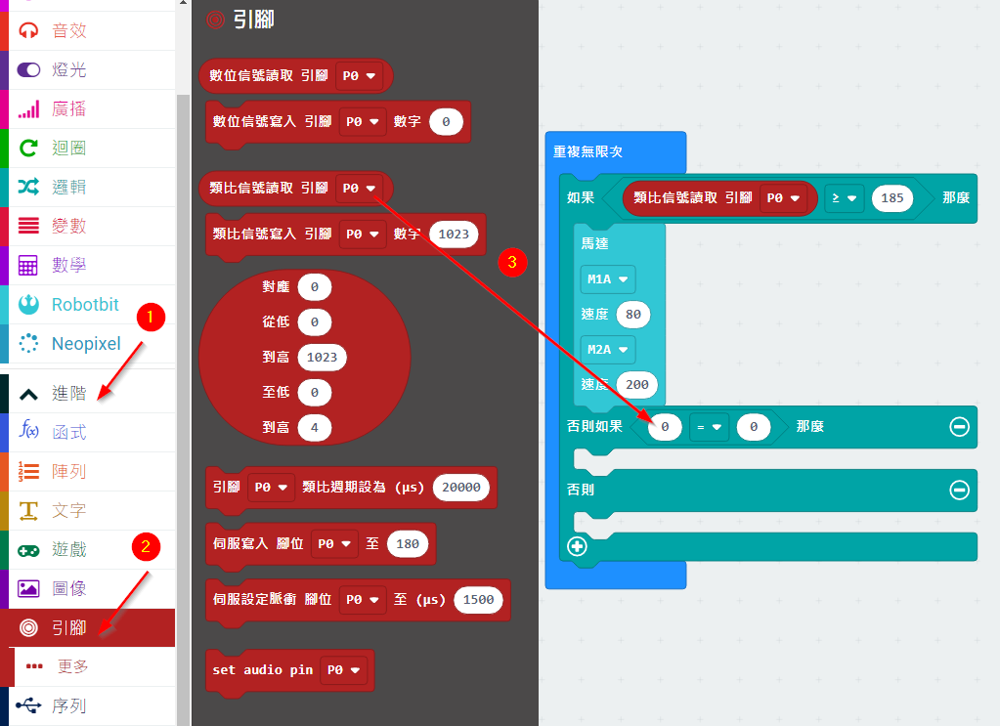 音效
燈光
廣播
迴圈
邏輯
變數
數學
Robotbit
Neopixel
進階
f(x) 函式
陣列
文字
遊戲
圖像
引腳
更多
序列
1
2
引腳
數位信號讀取 引腳 P0
數位信號寫入 引腳 P0 數字 0
類比信號讀取 引腳 P0
類比信號寫入 引腳 P0 數字 1023
對應 0
從低 0
到高 1023
至低 0
到高 4
引腳 P0 類比週期設為 (µs) 20000
伺服寫入 腳位 P0 至 180
伺服設定脈衝 腳位 P0 至 (µs) 1500
set audio pin P0
3
重複無限次
如果 類比信號讀取 引腳 P0 ≥ 185 那麼
馬達
M1A
速度 80
M2A
速度 200
否則如果 0 = 0 那麼
否則